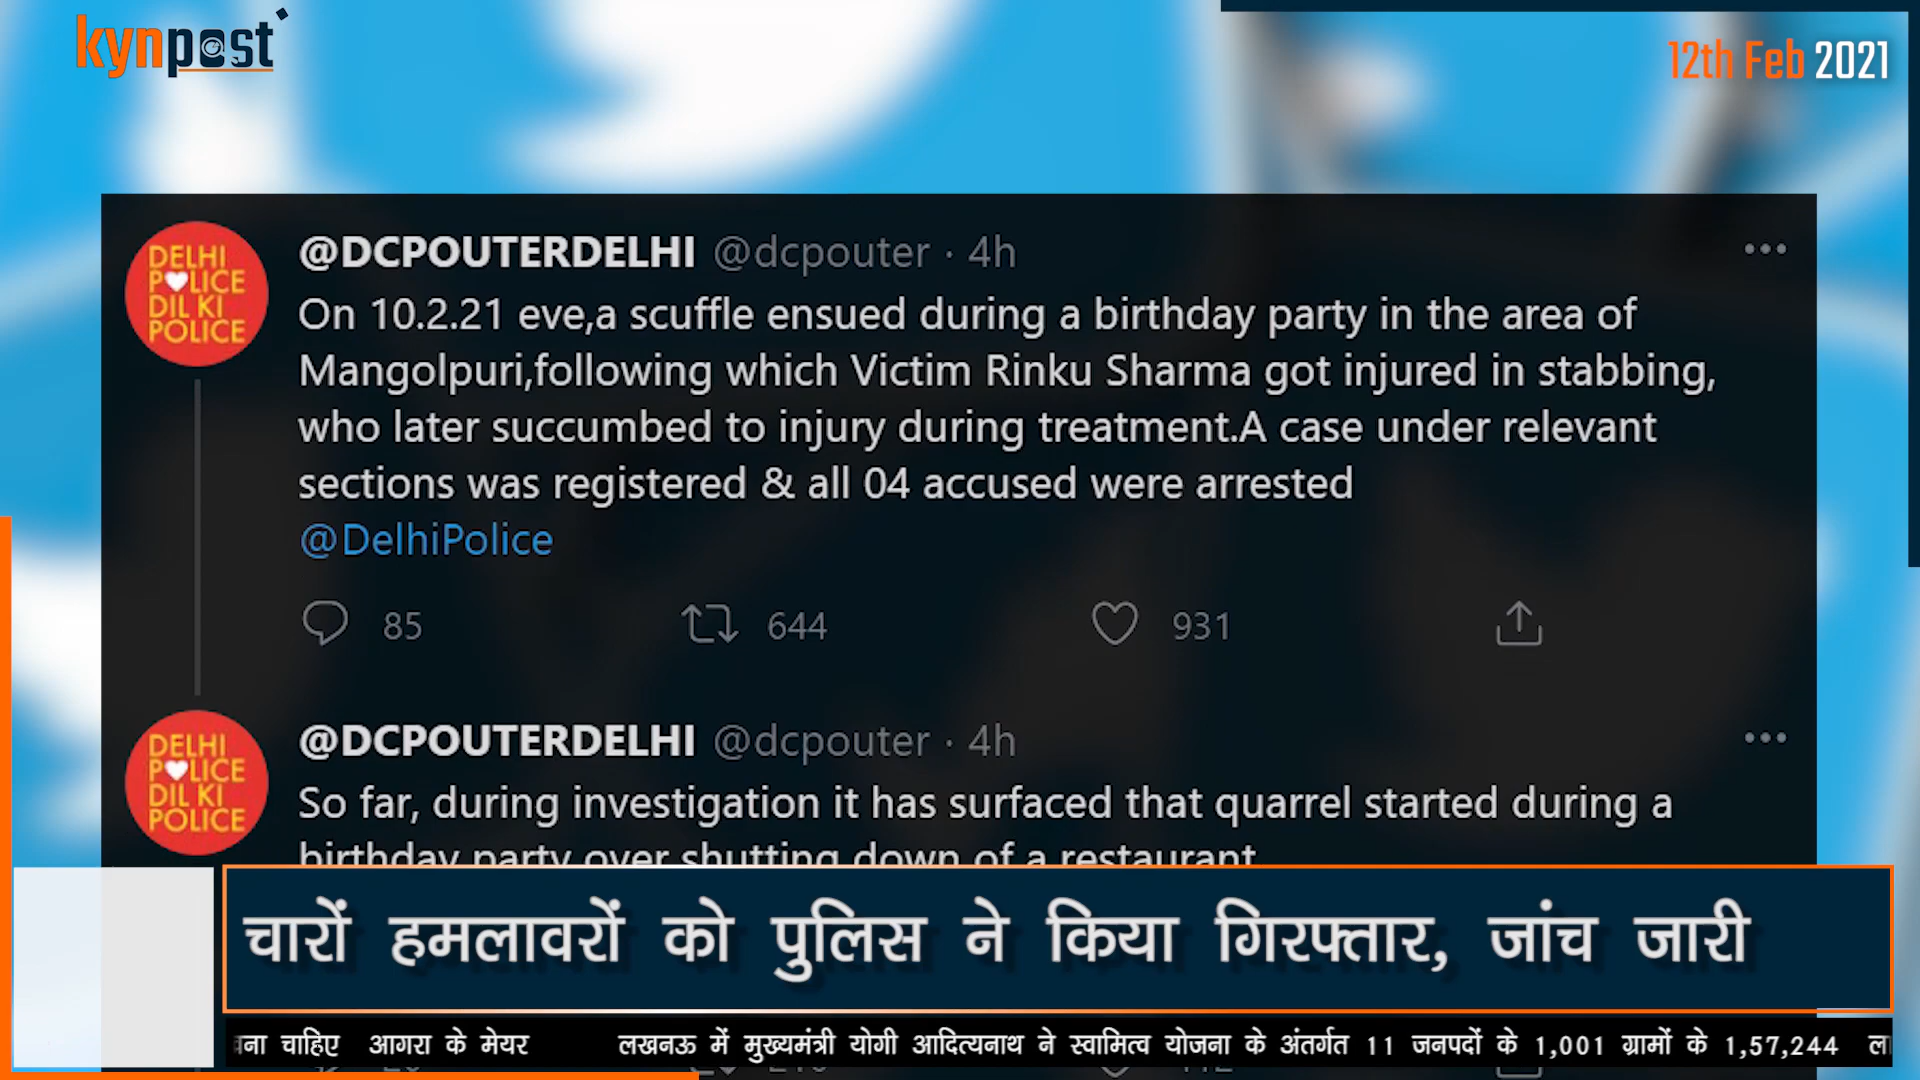 kynpost
12th Feb 2021
DELHI
POLICE
DIL KI
POLICE
@DCPOUTERDELHI @dcpouter · 4h
On 10.2.21 eve,a scuffle ensued during a birthday party in the area of
Mangolpuri,following which Victim Rinku Sharma got injured in stabbing,
who later succumbed to injury during treatment.A case under relevant
sections was registered & all 04 accused were arrested
@DelhiPolice
85 644 931
DELHI
POLICE
DIL KI
POLICE
@DCPOUTERDELHI @dcpouter · 4h
So far, during investigation it has surfaced that quarrel started during a
birthday party over shutting down of a restaurant.
चारों हमलावरों को पुलिस ने किया गिरफ्तार, जांच जारी
चाहिए आगरा के मेयर लखनऊ में मुख्यमंत्री योगी आदित्यनाथ ने स्वामित्व योजना के अंतर्गत 11 जनपदों के 1,001 ग्रामों के 1,57,244